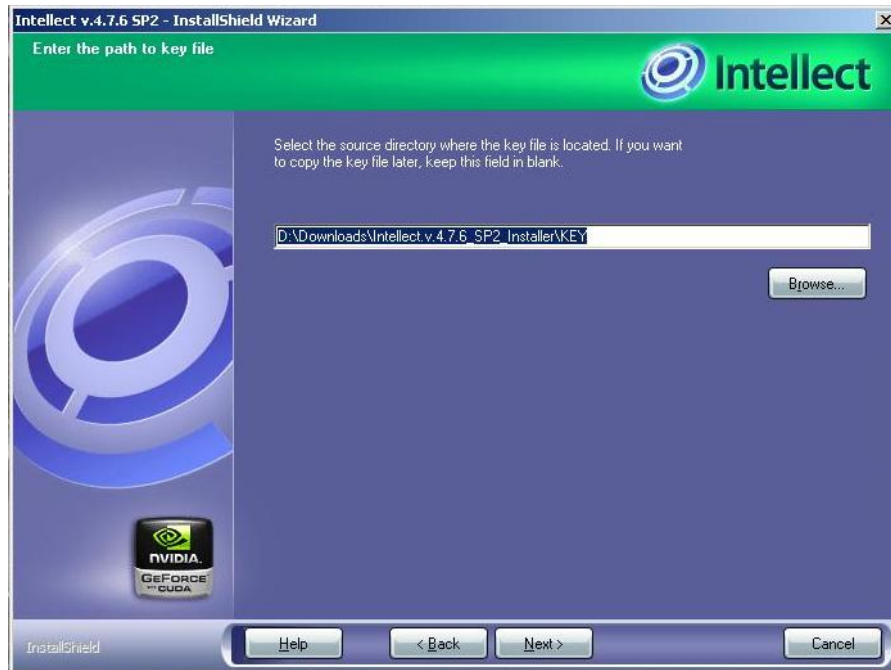 Intellect v.4.7.6 SP2 - InstallShield Wizard
Enter the path to key file
Intellect
Select the source directory where the key file is located. If you want
to copy the key file later, keep this field in blank.
D:\Downloads\Intellect.v.4.7.6_SP2_Installer\KEY
Browse...
NVIDIA.
GEFORCE
WITH CUDA
InstallShield
Help
< Back
Next >
Cancel